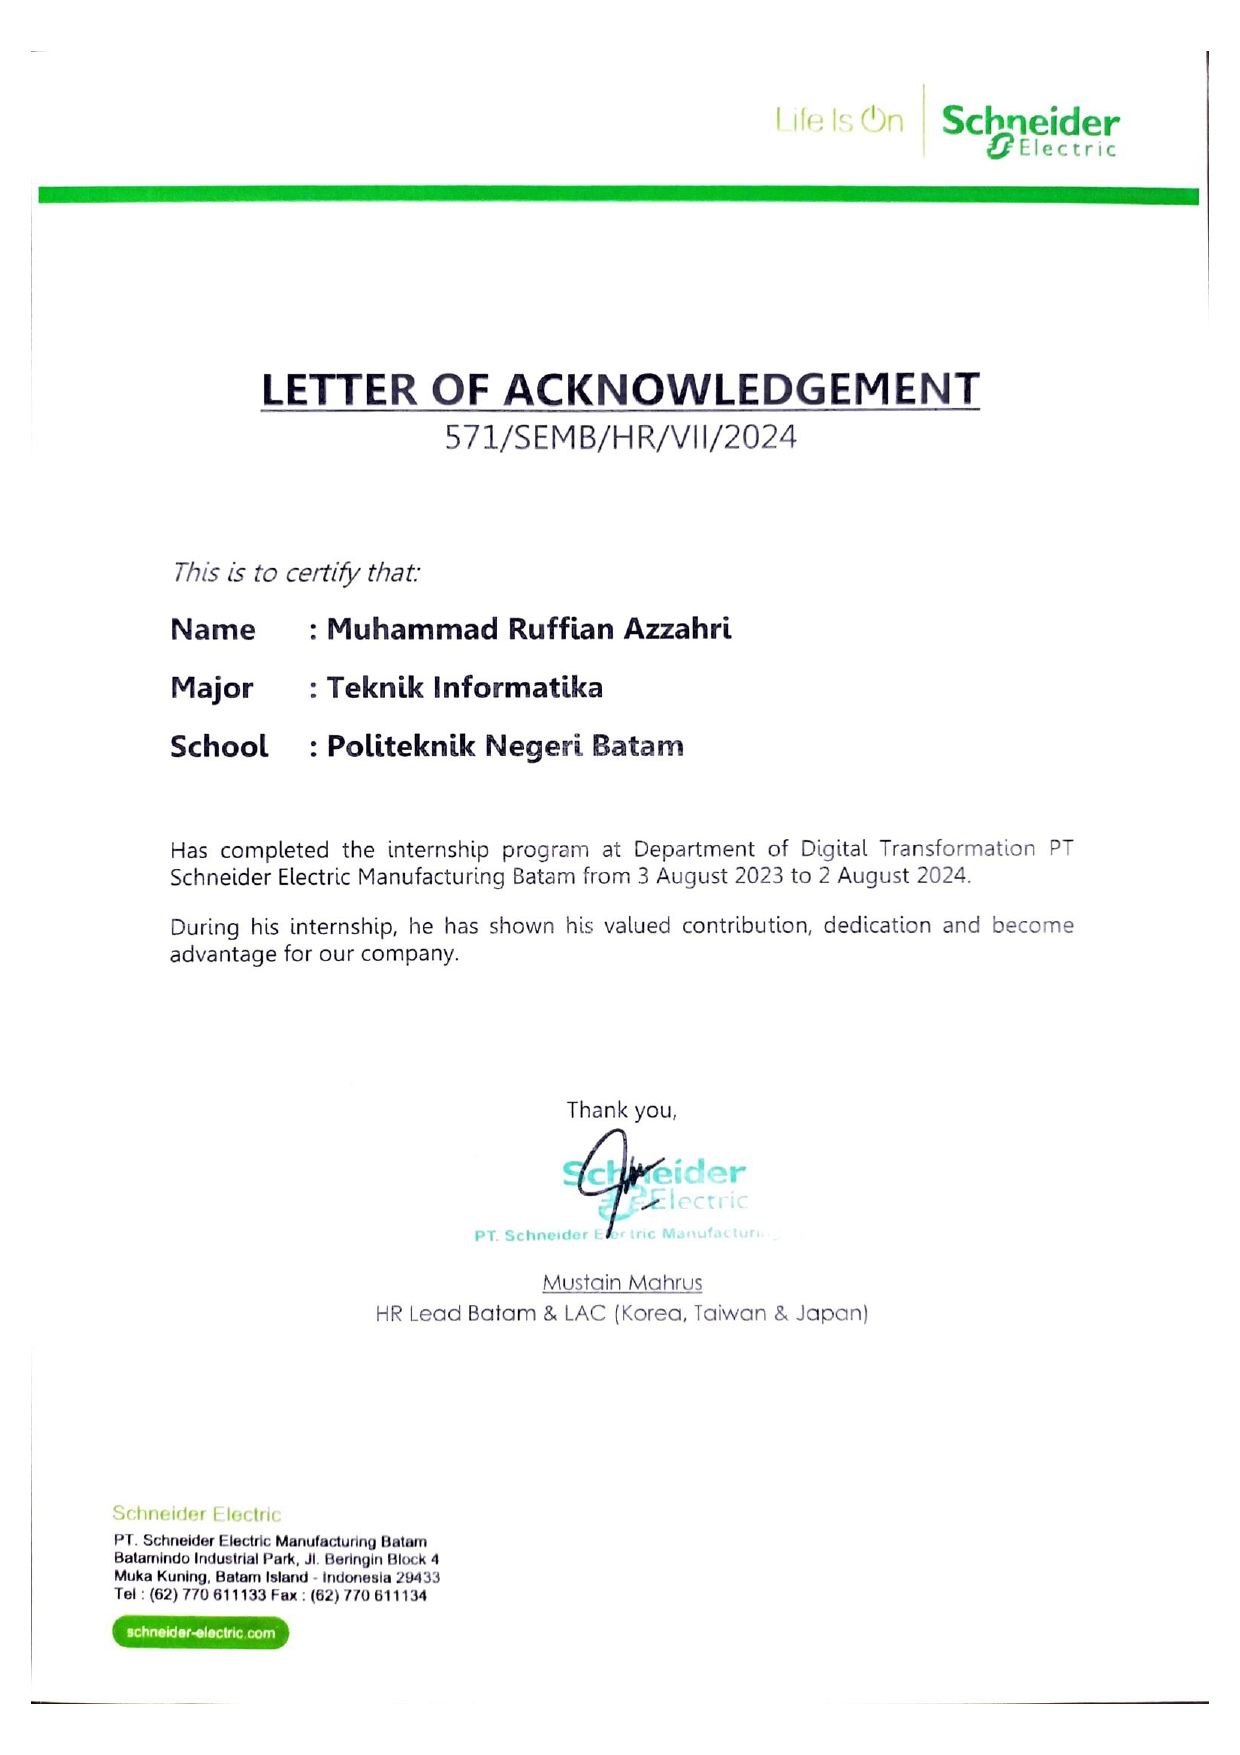 Life Is On
Schneider
Electric
LETTER OF ACKNOWLEDGEMENT
571/SEMB/HR/VII/2024
This is to certify that:
Name : Muhammad Ruffian Azzahri
Major : Teknik Informatika
School : Politeknik Negeri Batam
Has completed the internship program at Department of Digital Transformation PT
Schneider Electric Manufacturing Batam from 3 August 2023 to 2 August 2024.
During his internship, he has shown his valued contribution, dedication and become
advantage for our company.
Thank you,
Schneider
Electric
PT. Schneider Electric
Mustain Mahrus
HR Lead Batam & LAC (Korea, Taiwan & Japan)
Schneider Electric
PT. Schneider Electric Manufacturing Batam
Batamindo Industrial Park, Jl. Beringin Block 4
Muka Kuning, Batam Island - Indonesia 29433
Tel : (62) 770 611133 Fax : (62) 770 611134
schneider-electric.com